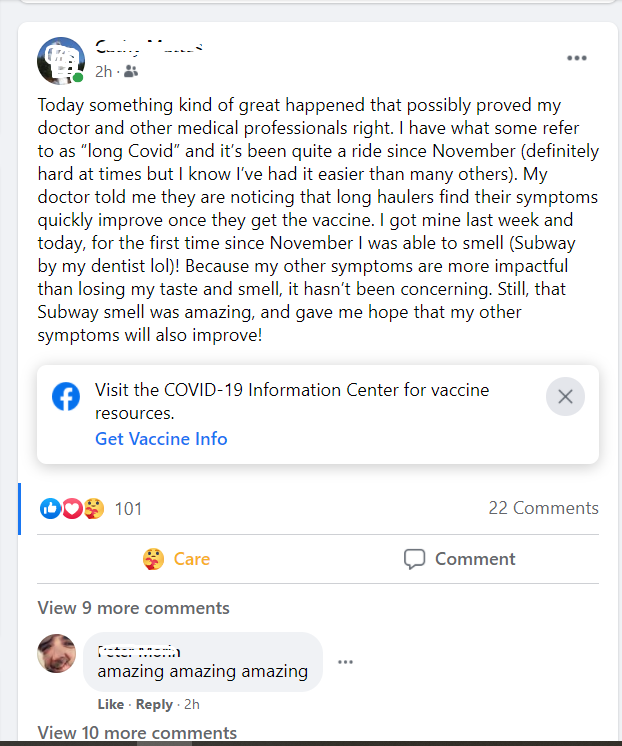 2h
Today something kind of great happened that possibly proved my
doctor and other medical professionals right. I have what some refer
to as “long Covid” and it’s been quite a ride since November (definitely
hard at times but I know I’ve had it easier than many others). My
doctor told me they are noticing that long haulers find their symptoms
quickly improve once they get the vaccine. I got mine last week and
today, for the first time since November I was able to smell (Subway
by my dentist lol)! Because my other symptoms are more impactful
than losing my taste and smell, it hasn’t been concerning. Still, that
Subway smell was amazing, and gave me hope that my other
symptoms will also improve!
Visit the COVID-19 Information Center for vaccine
resources.
Get Vaccine Info
101 22 Comments
Care Comment
View 9 more comments
amazing amazing amazing
Like · Reply · 2h
View 10 more comments